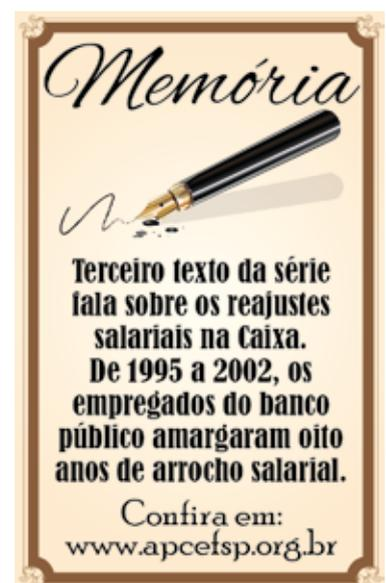 Memória
Terceiro texto da série
fala sobre os reajustes
salariais na Caixa.
De 1995 a 2002, os
empregados do banco
público amargaram oito
anos de arrocho salarial.
Confira em:
www.apcefsp.org.br